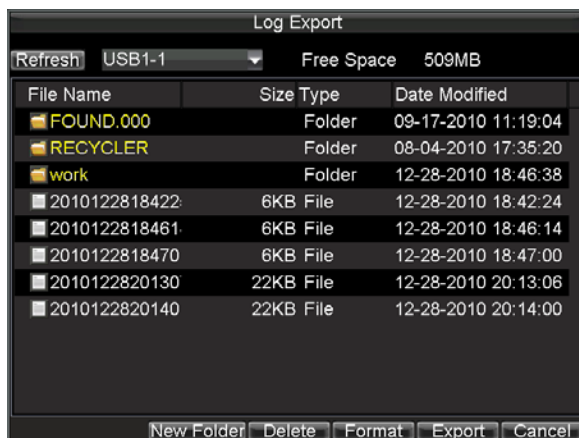 Log Export
Refresh USB1-1 Free Space 509MB
File Name Size Type Date Modified
FOUND.000 Folder 09-17-2010 11:19:04
RECYCLER Folder 08-04-2010 17:35:20
work Folder 12-28-2010 18:46:38
2010122818422 6KB File 12-28-2010 18:42:24
2010122818461 6KB File 12-28-2010 18:46:14
2010122818470 6KB File 12-28-2010 18:47:00
2010122820130 22KB File 12-28-2010 20:13:06
2010122820140 22KB File 12-28-2010 20:14:00
New Folder Delete Format Export Cancel